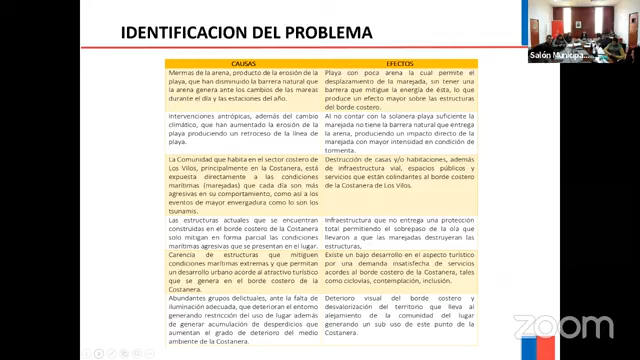 IDENTIFICACION DEL PROBLEMA
Salón Municipa...
CAUSAS
EFECTOS
Mermas de la arena, producto de la erosión de la
playa, que han disminuido la barrera natural que
la arena genera ante los cambios de las mareas
durante el día y las estaciones del año.
Playa con poca arena la cual permite el
desplazamiento de la marejada, sin tener una
barrera que mitigue la energía de ésta, lo que
produce un efecto mayor sobre las estructuras
del borde costero.
Intervenciones antrópicas, además del cambio
climático, que han aumentado la erosión de la
playa produciendo un retroceso de la línea de
playa.
Al no contar con la solanera-playa suficiente la
marejada no tiene la barrera natural que entrega
la arena, produciendo un impacto directo de la
marejada con mayor intensidad en condición de
tormenta.
La Comunidad que habita en el sector costero de
Los Vilos, principalmente en la Costanera, está
expuesta directamente a las condiciones
marítimas (marejadas) que cada día son más
agresivas en su comportamiento, como así a los
eventos de mayor envergadura como lo son los
tsunamis.
Destrucción de casas y/o habitaciones, además
de infraestructura vial, espacios públicos y
servicios que están colindantes al borde costero
de la Costanera de Los Vilos.
Las estructuras actuales que se encuentran
construidas en el borde costero de la Costanera
solo mitigan en forma parcial las condiciones
marítimas agresivas que se presentan en el lugar.
Infraestructura que no entrega una protección
total permitiendo el sobrepaso de la ola que
llevaron a que las marejadas destruyeran las
estructuras,
Carencia de estructuras que mitiguen
condiciones marítimas extremas y que permitan
un desarrollo urbano acorde al atractivo turístico
que se genera en el borde costero de la
Costanera.
Existe un bajo desarrollo en el aspecto turístico
por una demanda insatisfecha de servicios
acordes al borde costero de la Costanera, tales
como ciclovías, contemplación, inclusión.
Abundantes grupos delictuales, ante la falta de
iluminación adecuada, que deterioran el entorno
generando restricción del uso de lugar además
de generar acumulación de desperdicios que
aumentan el grado de deterioro del medio
ambiente de la Costanera.
Deterioro visual del borde costero y
desvalorización del territorio que lleva al
alejamiento de la comunidad del lugar
generando un sub uso de este punto de la
Costanera.
zoom